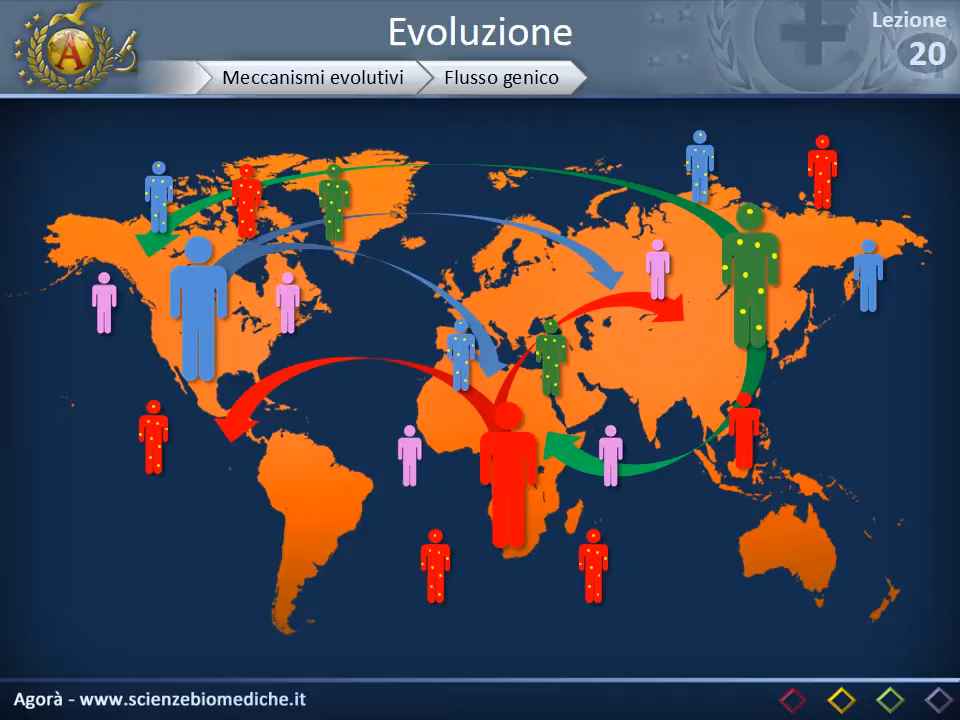 Evoluzione
Lezione
20
A
Meccanismi evolutivi
Flusso genico
Agorà - www.scienzebiomediche.it